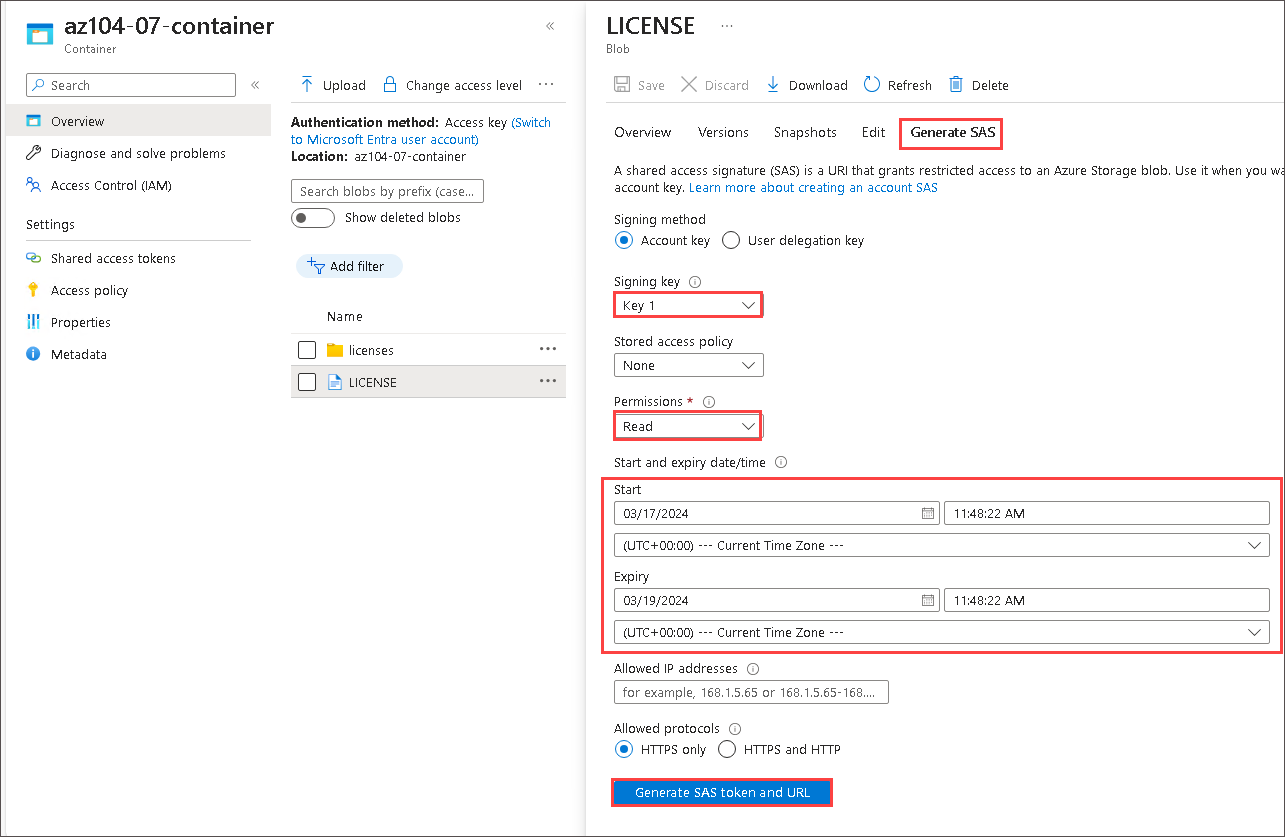 az104-07-container
Container
Search
Overview
Diagnose and solve problems
Access Control (IAM)
Settings
Shared access tokens
Access policy
Properties
Metadata
Upload
Change access level
Authentication method: Access key (Switch
to Microsoft Entra user account)
Location: az104-07-container
Search blobs by prefix (case...
Show deleted blobs
Add filter
Name
licenses
LICENSE
LICENSE
Blob
Save
Discard
Download
Refresh
Delete
Overview
Versions
Snapshots
Edit
Generate SAS
A shared access signature (SAS) is a URI that grants restricted access to an Azure Storage blob. Use it when you wa
account key. Learn more about creating an account SAS
Signing method
Account key
User delegation key
Signing key
Key 1
Stored access policy
None
Permissions *
Read
Start and expiry date/time
Start
03/17/2024
11:48:22 AM
(UTC+00:00) --- Current Time Zone ---
Expiry
03/19/2024
11:48:22 AM
(UTC+00:00) --- Current Time Zone ---
Allowed IP addresses
for example, 168.1.5.65 or 168.1.5.65-168....
Allowed protocols
HTTPS only
HTTPS and HTTP
Generate SAS token and URL